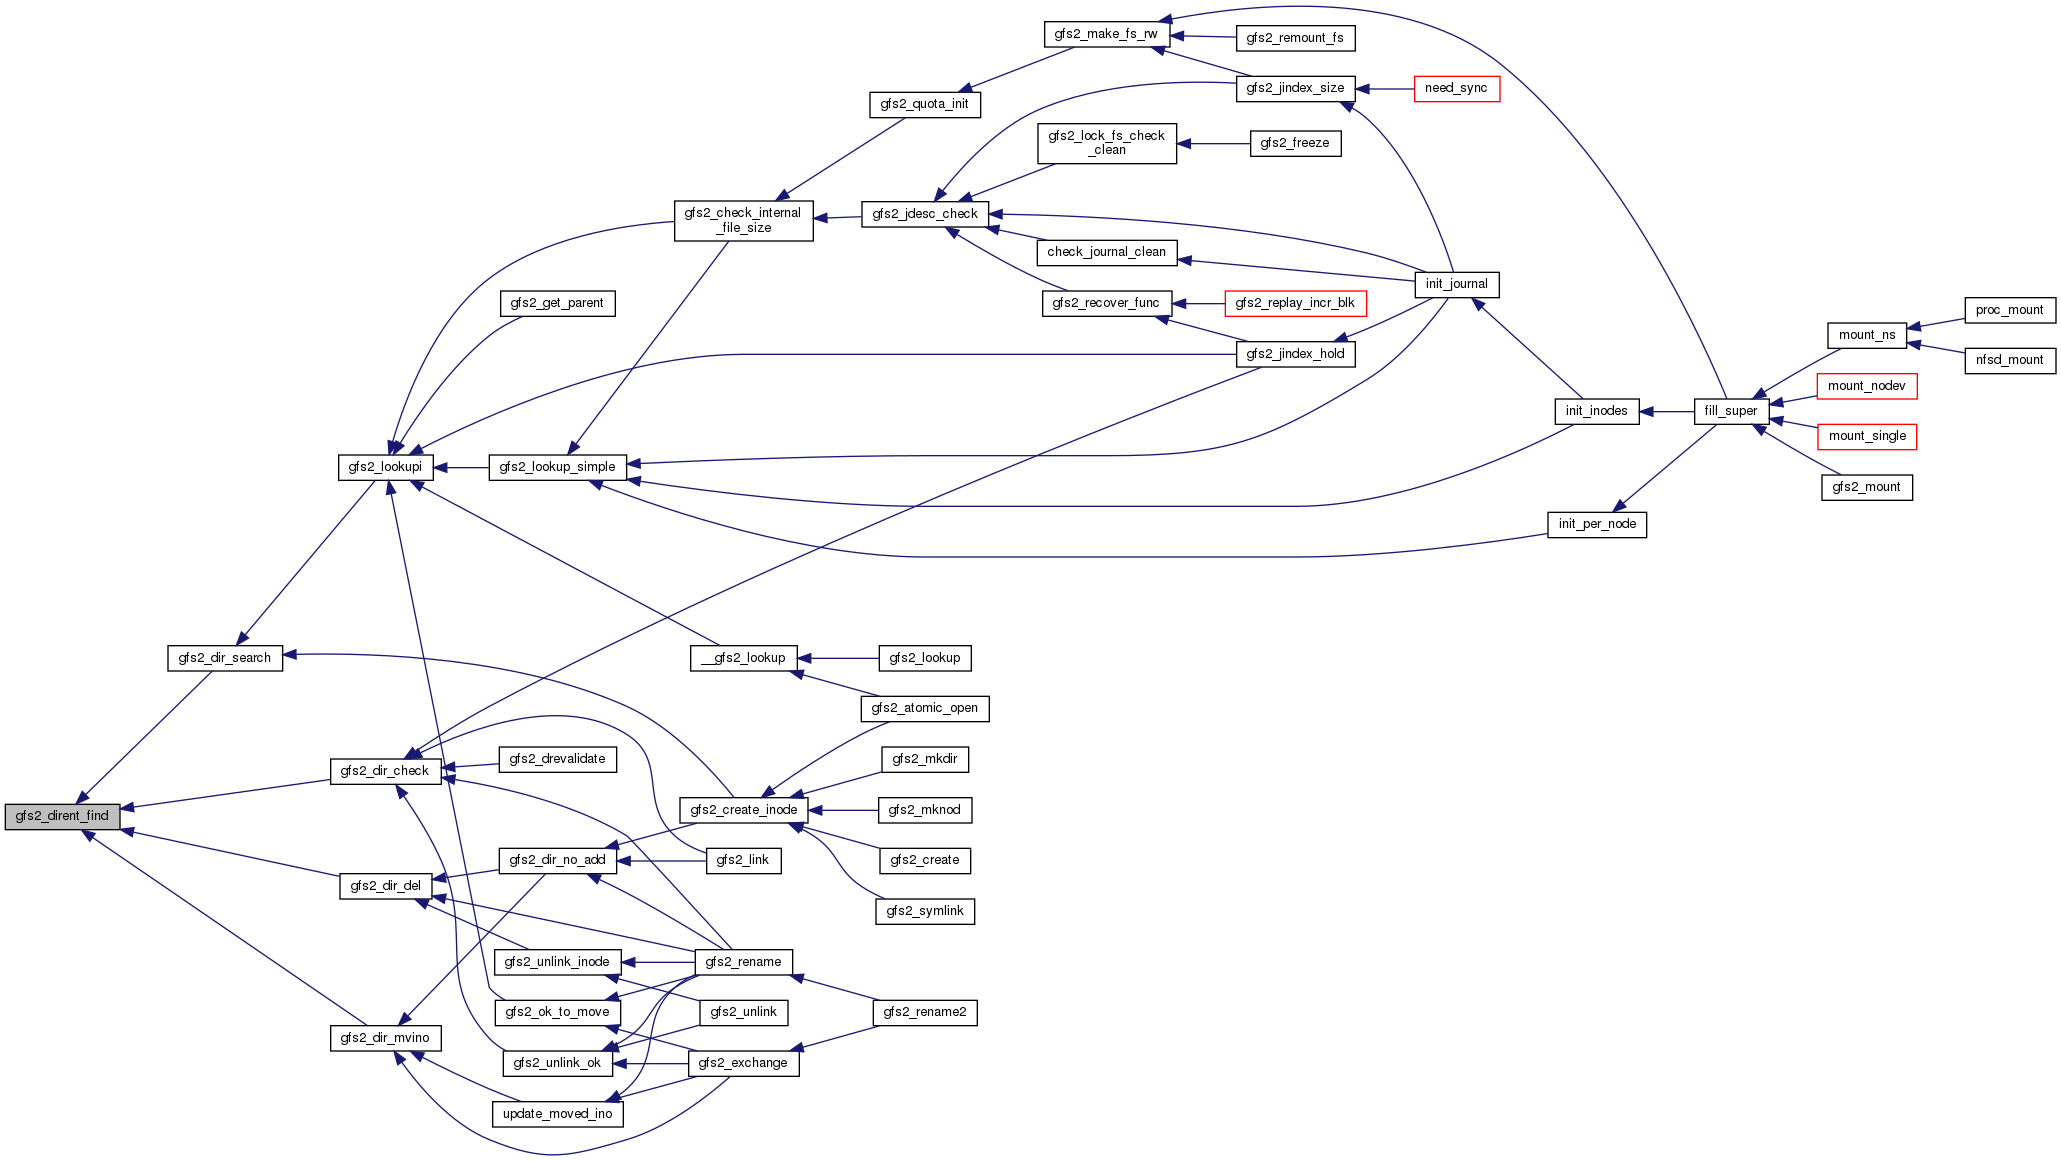 gfs2_make_fs_rw
gfs2_remount_fs
gfs2_jindex_size
need_sync
gfs2_quota_init
gfs2_lock_fs_check
_clean
gfs2_freeze
gfs2_check_internal
_file_size
gfs2_jdesc_check
check_journal_clean
init_journal
gfs2_get_parent
gfs2_recover_func
gfs2_replay_incr_blk
proc_mount
mount_ns
gfs2_jindex_hold
nfsd_mount
mount_nodev
init_inodes
fill_super
mount_single
gfs2_lookupi
gfs2_lookup_simple
gfs2_mount
init_per_node
gfs2_dir_search
__gfs2_lookup
gfs2_lookup
gfs2_atomic_open
gfs2_dir_check
gfs2_drevalidate
gfs2_mkdir
gfs2_dirent_find
gfs2_create_inode
gfs2_mknod
gfs2_dir_no_add
gfs2_link
gfs2_create
gfs2_dir_del
gfs2_symlink
gfs2_unlink_inode
gfs2_rename
gfs2_ok_to_move
gfs2_unlink
gfs2_rename2
gfs2_dir_mvino
gfs2_unlink_ok
gfs2_exchange
update_moved_ino